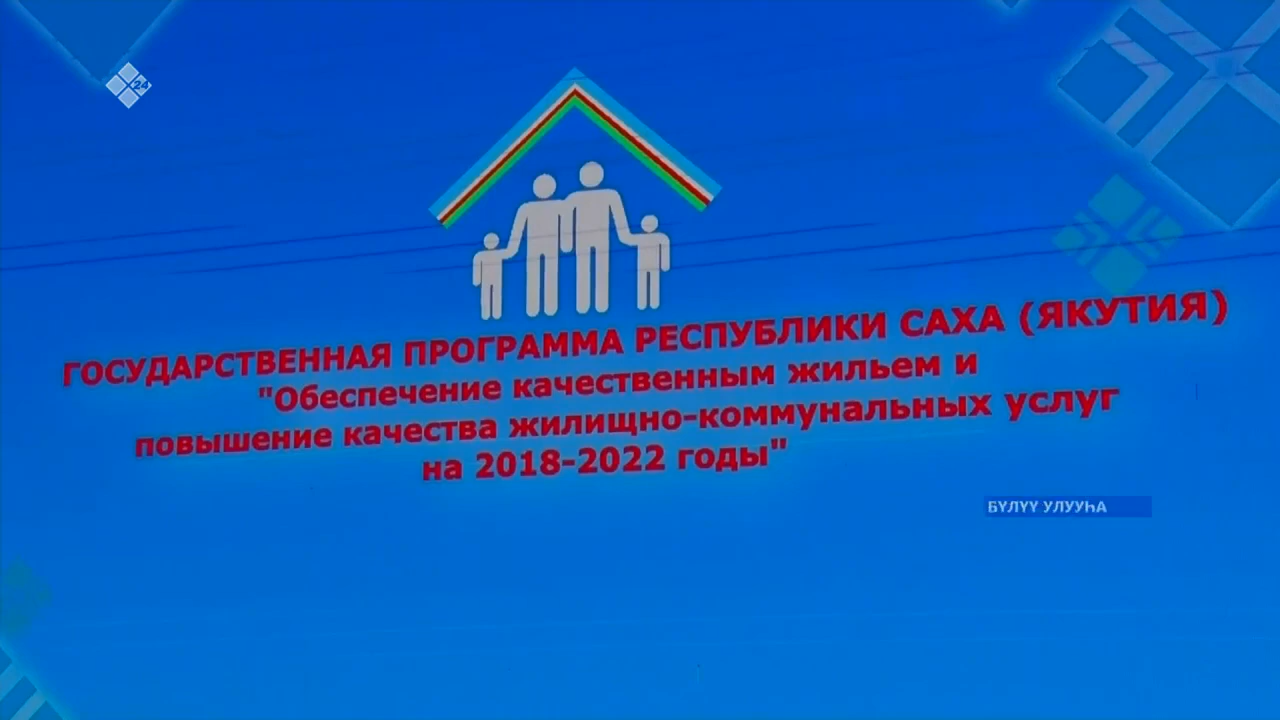 24
ГОСУДАРСТВЕННАЯ ПРОГРАММА РЕСПУБЛИКИ САХА (ЯКУТИЯ)
"Обеспечение качественным жильем и
повышение качества жилищно-коммунальных услуг
на 2018-2022 годы"
БҮЛҮҮ УЛУУҺА